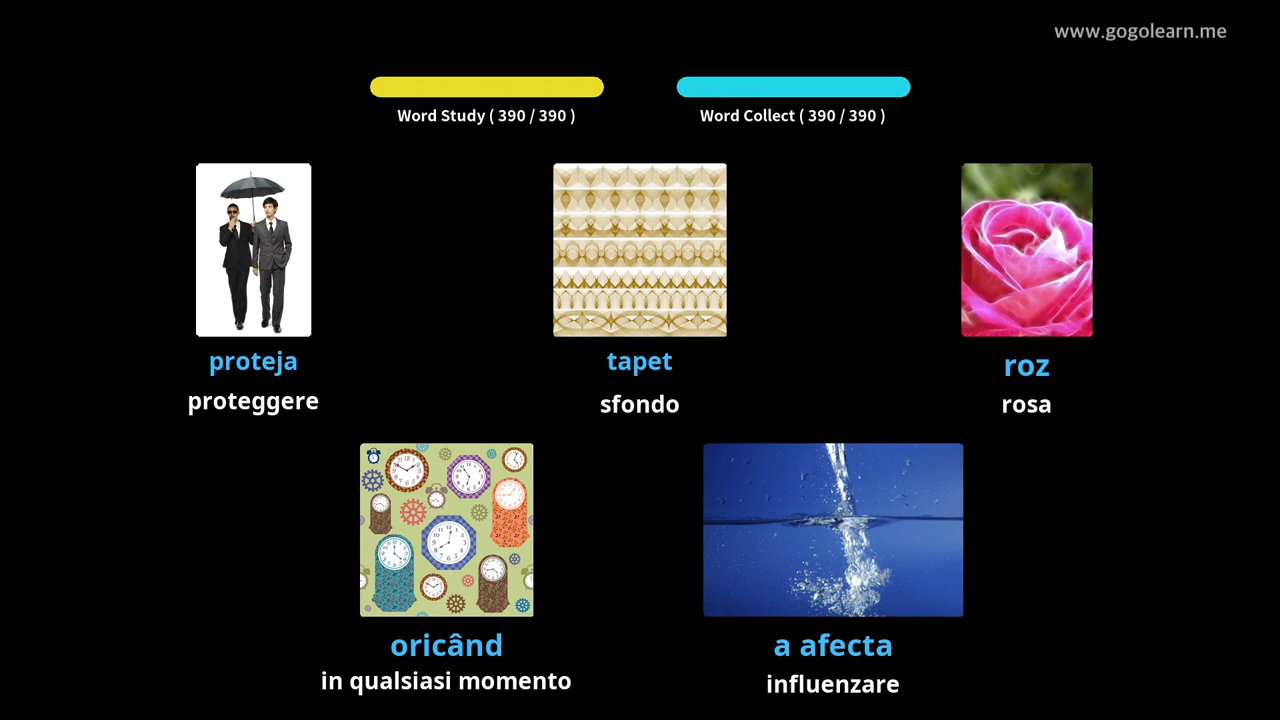 www.gogolearn.me
Word Study ( 390 / 390 )
Word Collect ( 390 / 390 )
proteja
proteggere
tapet
sfondo
roz
rosa
oricând
in qualsiasi momento
a afecta
influenzare